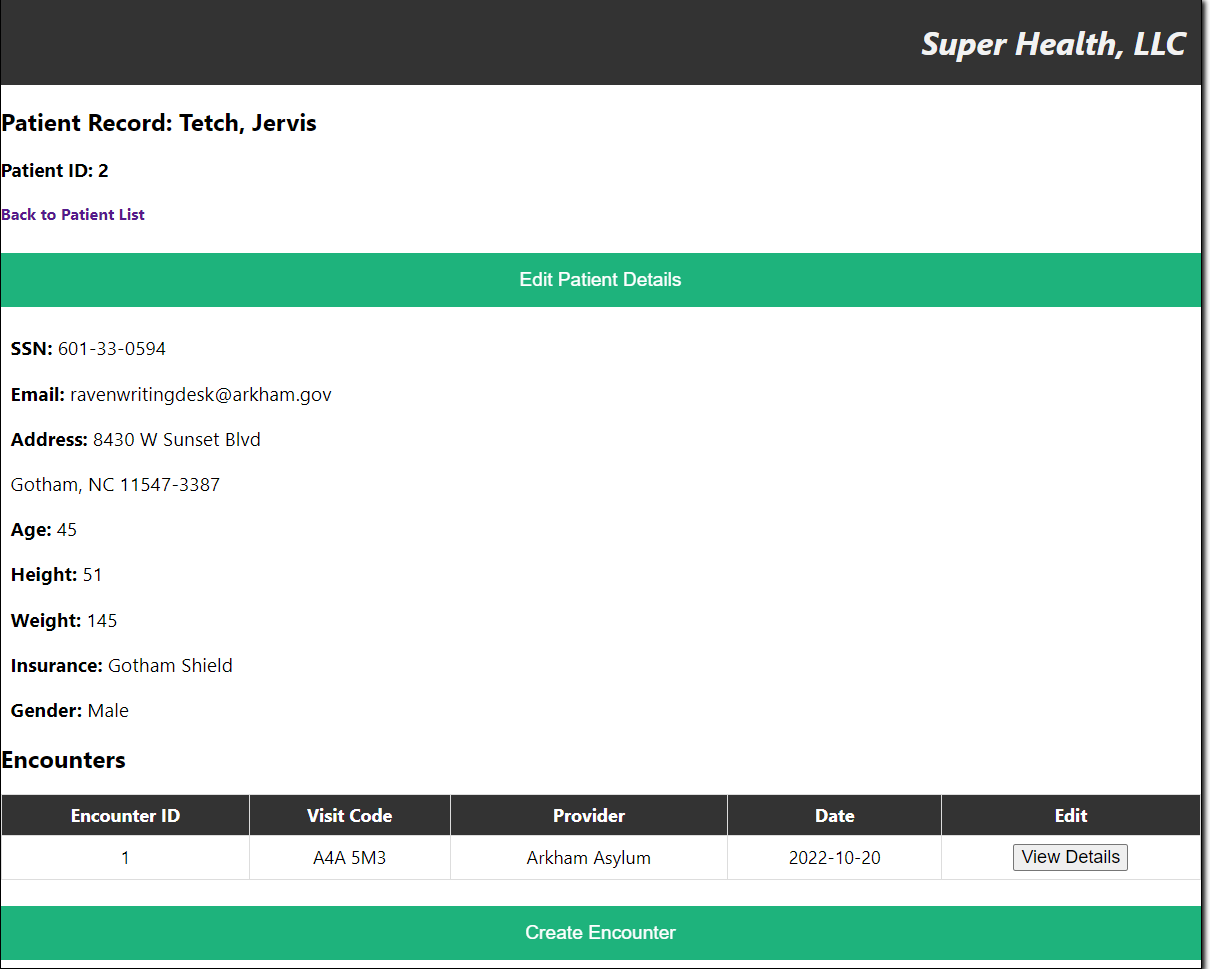 Super Health, LLC
Patient Record: Tetch, Jervis
Patient ID: 2
Back to Patient List
Edit Patient Details
SSN: 601-33-0594
Email: ravenwritingdesk@arkham.gov
Address: 8430 W Sunset Blvd
Gotham, NC 11547-3387
Age: 45
Height: 51
Weight: 145
Insurance: Gotham Shield
Gender: Male
Encounters
Encounter ID Visit Code Provider Date Edit
1 A4A 5M3 Arkham Asylum 2022-10-20 View Details
Create Encounter